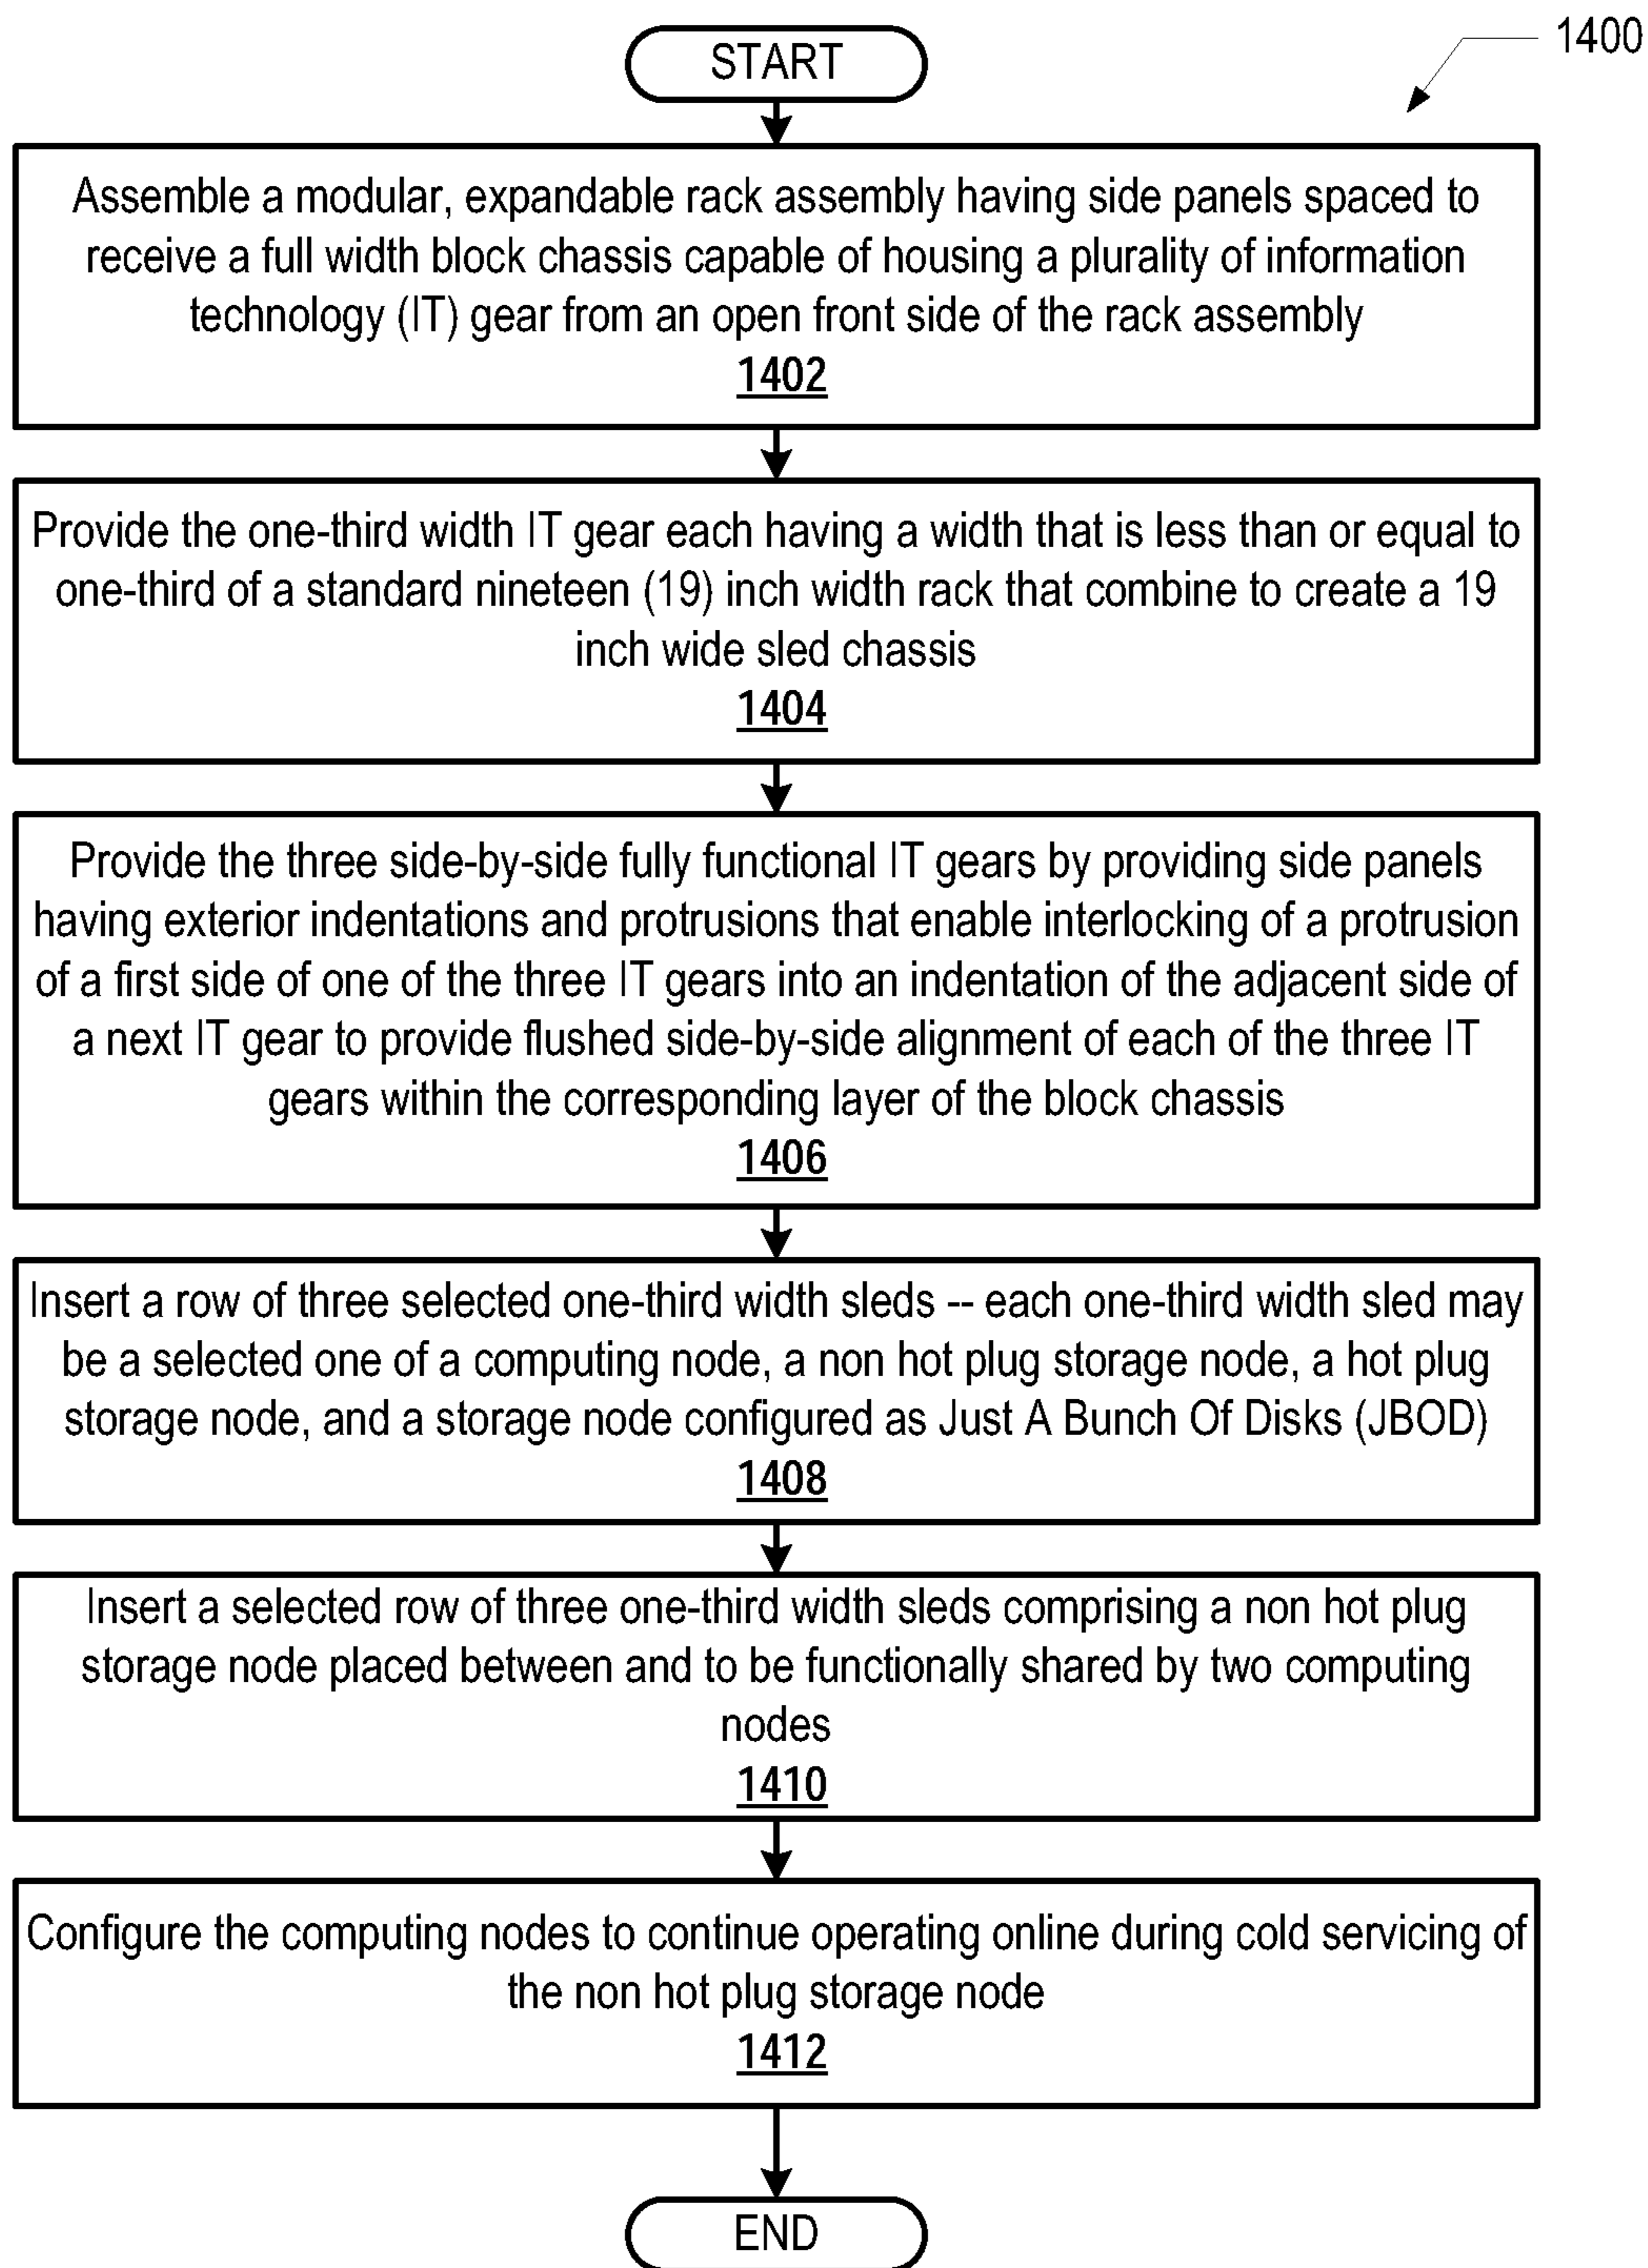 1400
START
Assemble a modular, expandable rack assembly having side panels spaced to
receive a full width block chassis capable of housing a plurality of information
technology (IT) gear from an open front side of the rack assembly
1402
Provide the one-third width IT gear each having a width that is less than or equal to
one-third of a standard nineteen (19) inch width rack that combine to create a 19
inch wide sled chassis
1404
Provide the three side-by-side fully functional IT gears by providing side panels
having exterior indentations and protrusions that enable interlocking of a protrusion
of a first side of one of the three IT gears into an indentation of the adjacent side of
a next IT gear to provide flushed side-by-side alignment of each of the three IT
gears within the corresponding layer of the block chassis
1406
Insert a row of three selected one-third width sleds -- each one-third width sled may
be a selected one of a computing node, a non hot plug storage node, a hot plug
storage node, and a storage node configured as Just A Bunch Of Disks (JBOD)
1408
Insert a selected row of three one-third width sleds comprising a non hot plug
storage node placed between and to be functionally shared by two computing
nodes
1410
Configure the computing nodes to continue operating online during cold servicing of
the non hot plug storage node
1412
END